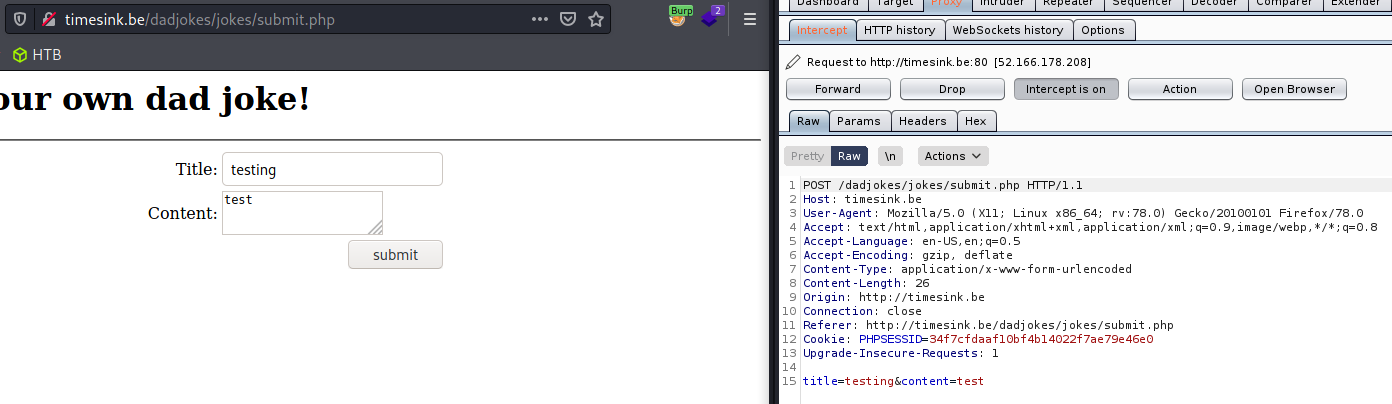 timesink.be/dadjokes/jokes/submit.php
Burp
2
HTB
our own dad joke!
Title: testing
Content: test
submit
Dashboard Target Proxy Intruder Repeater Sequencer Decoder Comparer Extender
Intercept HTTP history WebSockets history Options
Request to http://timesink.be:80 [52.166.178.208]
Forward Drop Intercept is on Action Open Browser
Raw Params Headers Hex
Pretty Raw \n Actions
1 POST /dadjokes/jokes/submit.php HTTP/1.1
2 Host: timesink.be
3 User-Agent: Mozilla/5.0 (X11; Linux x86_64; rv:78.0) Gecko/20100101 Firefox/78.0
4 Accept: text/html,application/xhtml+xml,application/xml;q=0.9,image/webp,*/*;q=0.8
5 Accept-Language: en-US,en;q=0.5
6 Accept-Encoding: gzip, deflate
7 Content-Type: application/x-www-form-urlencoded
8 Content-Length: 26
9 Origin: http://timesink.be
10 Connection: close
11 Referer: http://timesink.be/dadjokes/jokes/submit.php
12 Cookie: PHPSESSID=34f7cfdaaf10bf4b14022f7ae79e46e0
13 Upgrade-Insecure-Requests: 1
14
15 title=testing&content=test